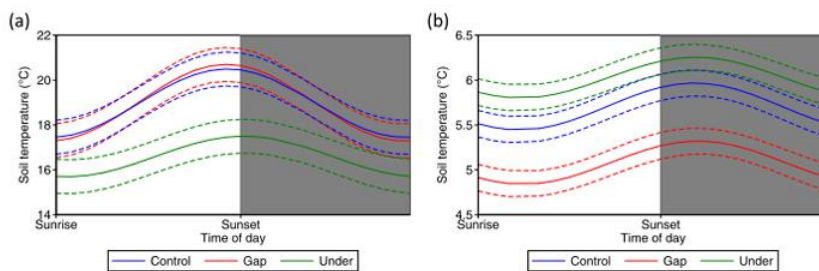 (a)
22
20
18
16
14
Soil temperature (°C)
Sunrise Sunset
Time of day
Control Gap Under
(b)
6.5
6
5.5
5
4.5
Soil temperature (°C)
Sunrise Sunset
Time of day
Control Gap Under